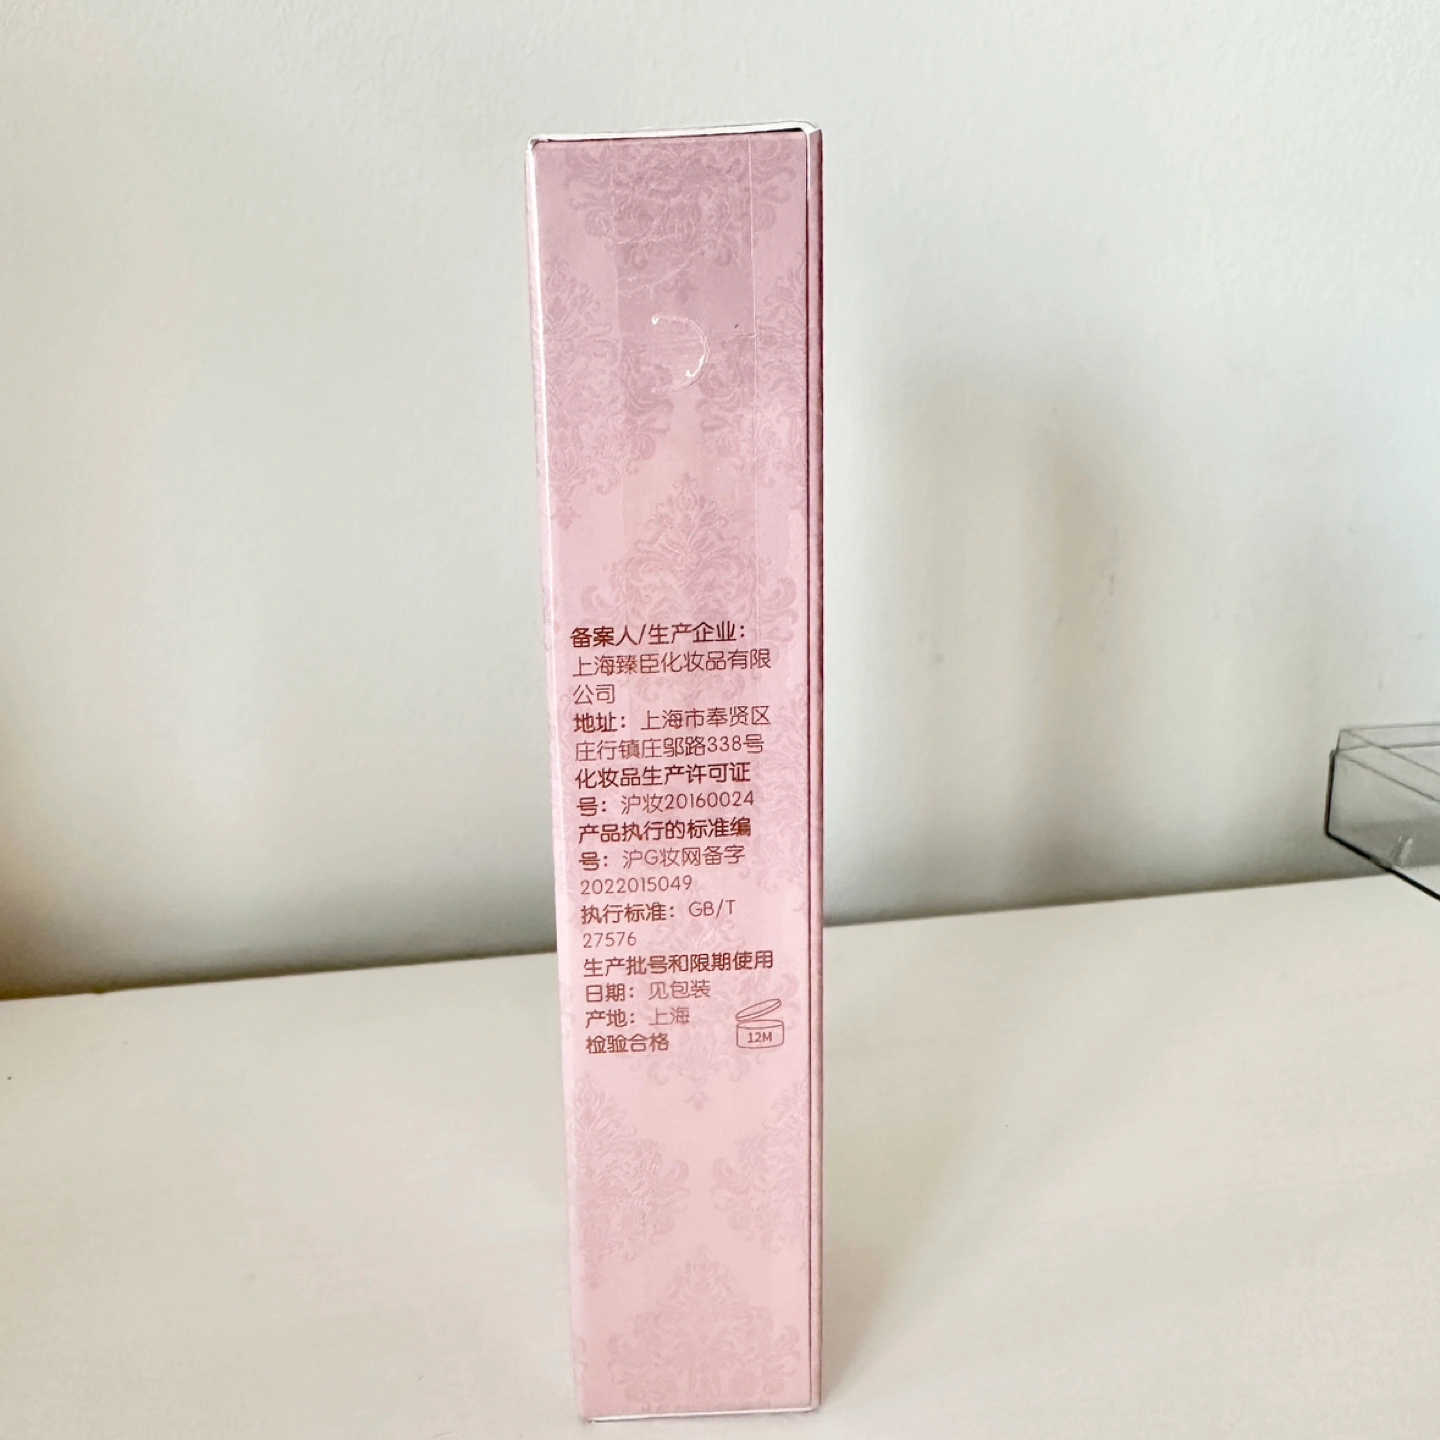 备案人/生产企业：
上海臻臣化妆品有限
公司
地址：上海市奉贤区
庄行镇庄邬路338号
化妆品生产许可证
号：沪妆20160024
产品执行的标准编
号：沪G妆网备字
2022015049
执行标准：GB/T
27576
生产批号和限期使用
日期：见包装
产地：上海
检验合格
12M